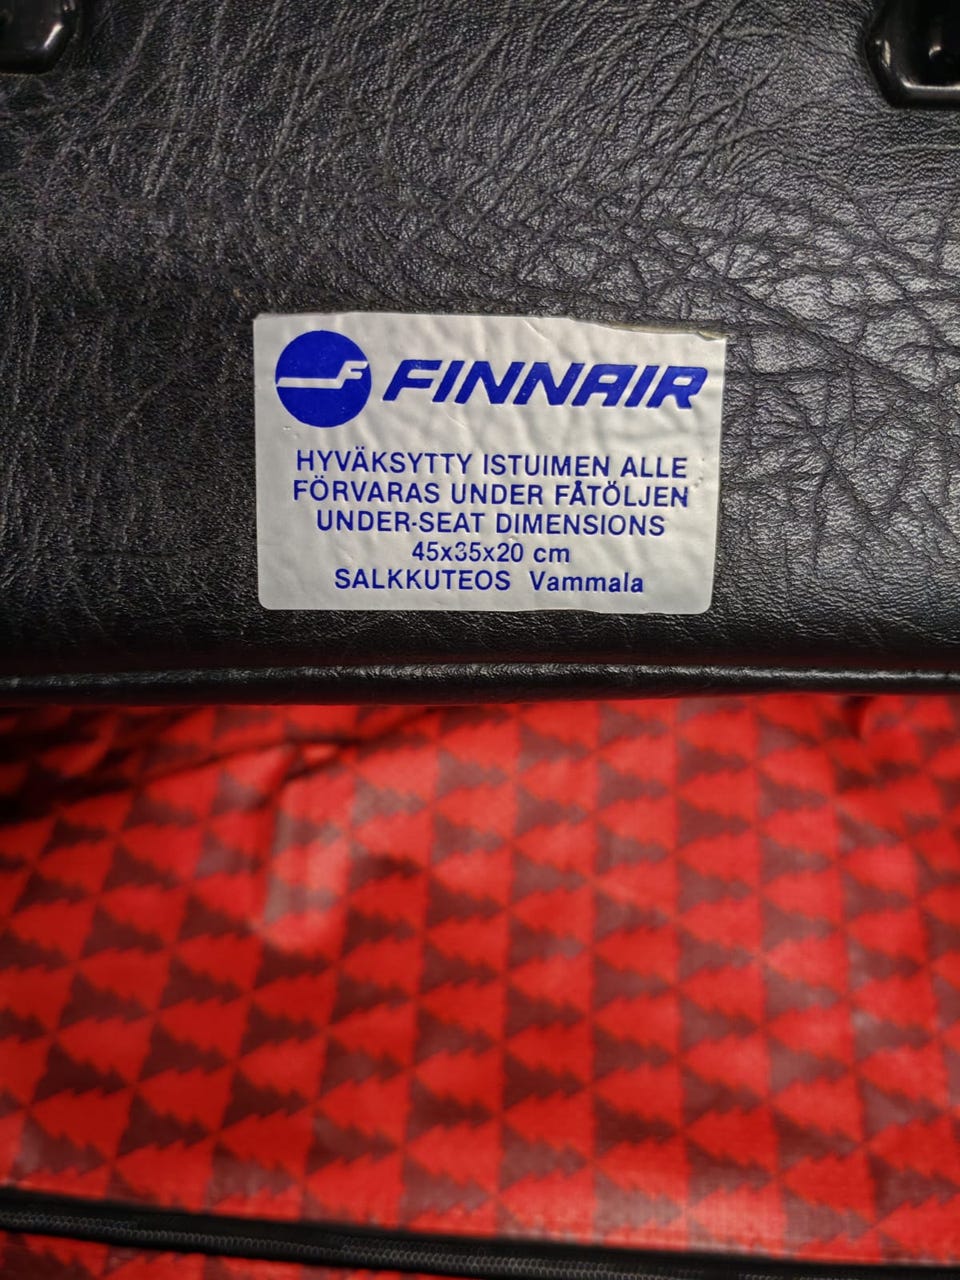 FINNAIR
HYVÄKSYTTY ISTUIMEN ALLE
FÖRVARAS UNDER FÅTÖLJEN
UNDER-SEAT DIMENSIONS
45x35x20 cm
SALKKUTEOS Vammala